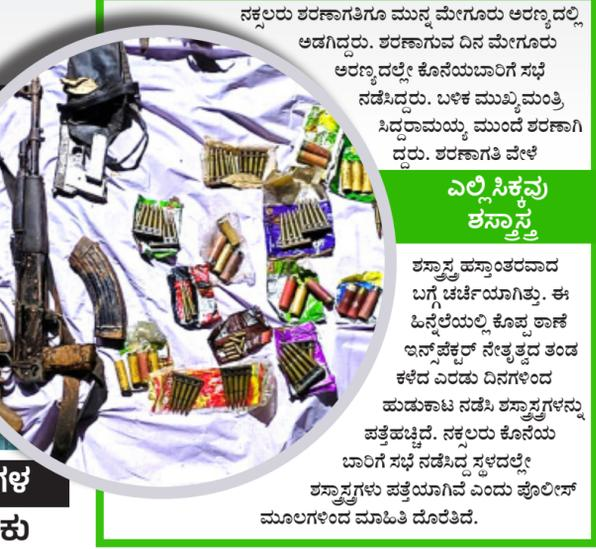 ನಕ್ಸಲರು ಶರಣಾಗತಿಗೂ ಮುನ್ನ ಮೇಗೂರು ಅರಣ್ಯದಲ್ಲಿ
ಅಡಗಿದ್ದರು. ಶರಣಾಗುವ ದಿನ ಮೇಗೂರು
ಅರಣ್ಯದಲ್ಲೇ ಕೊನೆಯಬಾರಿಗೆ ಸಭೆ
ನಡೆಸಿದ್ದರು. ಬಳಿಕ ಮುಖ್ಯಮಂತ್ರಿ
ಸಿದ್ದರಾಮಯ್ಯ ಮುಂದೆ ಶರಣಾಗಿ
ದ್ದರು. ಶರಣಾಗತಿ ವೇಳೆ
ಎಲ್ಲಿ ಸಿಕ್ಕವು
ಶಸ್ತ್ರಾಸ್ತ್ರ
ಶಸ್ತ್ರಾಸ್ತ್ರ ಹಸ್ತಾಂತರವಾದ
ಬಗ್ಗೆ ಚರ್ಚೆಯಾಗಿತ್ತು. ಈ
ಹಿನ್ನೆಲೆಯಲ್ಲಿ ಕೊಪ್ಪ ಠಾಣೆ
ಇನ್ಸ್‌ಪೆಕ್ಟರ್ ನೇತೃತ್ವದ ತಂಡ
ಕಳೆದ ಎರಡು ದಿನಗಳಿಂದ
ಹುಡುಕಾಟ ನಡೆಸಿ ಶಸ್ತ್ರಾಸ್ತ್ರಗಳನ್ನು
ಪತ್ತೆಹಚ್ಚಿದೆ. ನಕ್ಸಲರು ಕೊನೆಯ
ಬಾರಿಗೆ ಸಭೆ ನಡೆಸಿದ್ದ ಸ್ಥಳದಲ್ಲೇ
ಶಸ್ತ್ರಾಸ್ತ್ರಗಳು ಪತ್ತೆಯಾಗಿವೆ ಎಂದು ಪೊಲೀಸ್
ಮೂಲಗಳಿಂದ ಮಾಹಿತಿ ದೊರೆತಿದೆ.
ಗಳ
ಕು